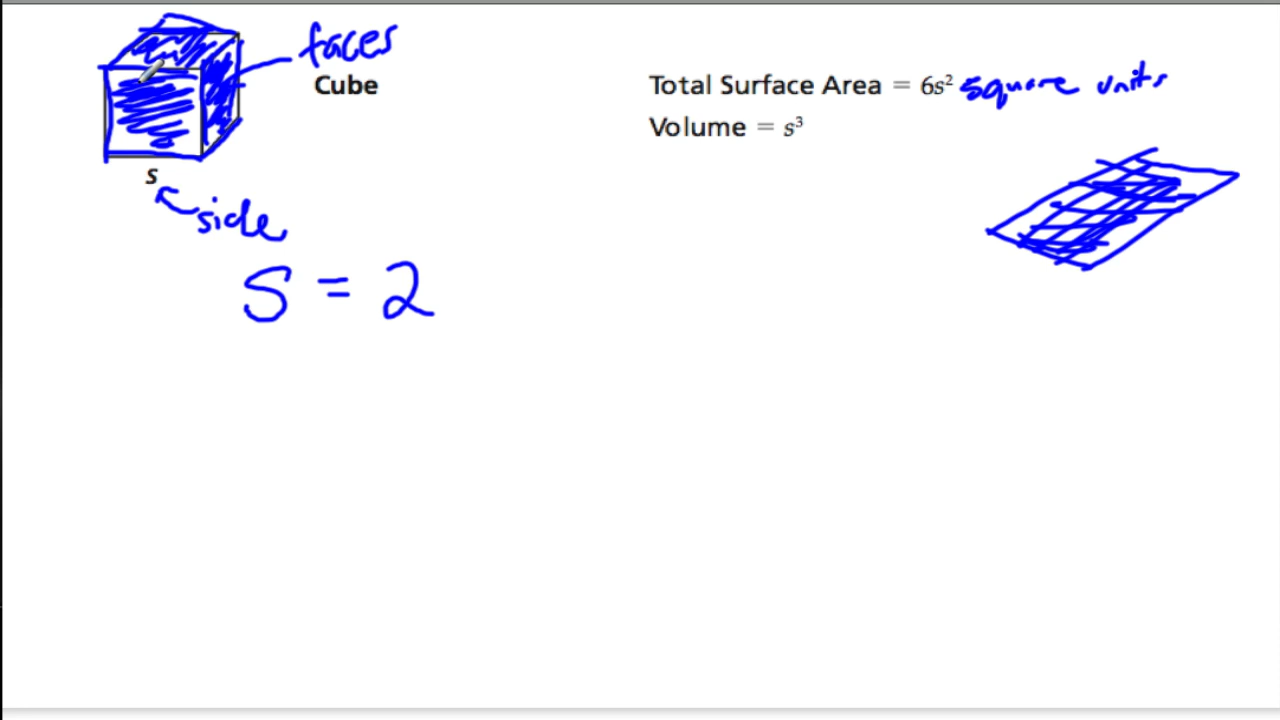 faces
Cube
Total Surface Area = 6s² square units
Volume = s³
s
side
S = 2